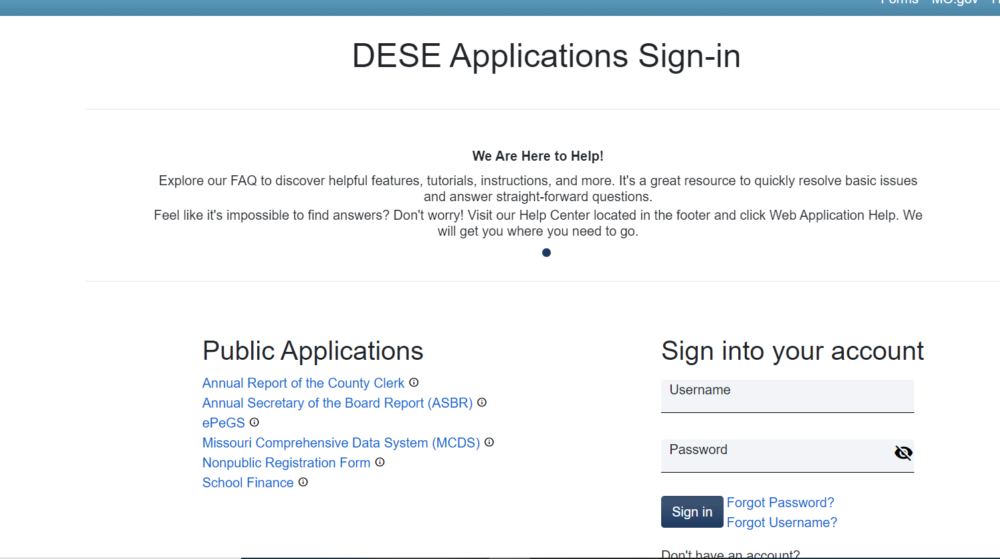 Forms MO.gov
DESE Applications Sign-in
We Are Here to Help!
Explore our FAQ to discover helpful features, tutorials, instructions, and more. It's a great resource to quickly resolve basic issues
and answer straight-forward questions.
Feel like it's impossible to find answers? Don't worry! Visit our Help Center located in the footer and click Web Application Help. We
will get you where you need to go.
Public Applications
Annual Report of the County Clerk
Annual Secretary of the Board Report (ASBR)
ePeGS
Missouri Comprehensive Data System (MCDS)
Nonpublic Registration Form
School Finance
Sign into your account
Username
Password
Sign in
Forgot Password?
Forgot Username?
Don't have an account?